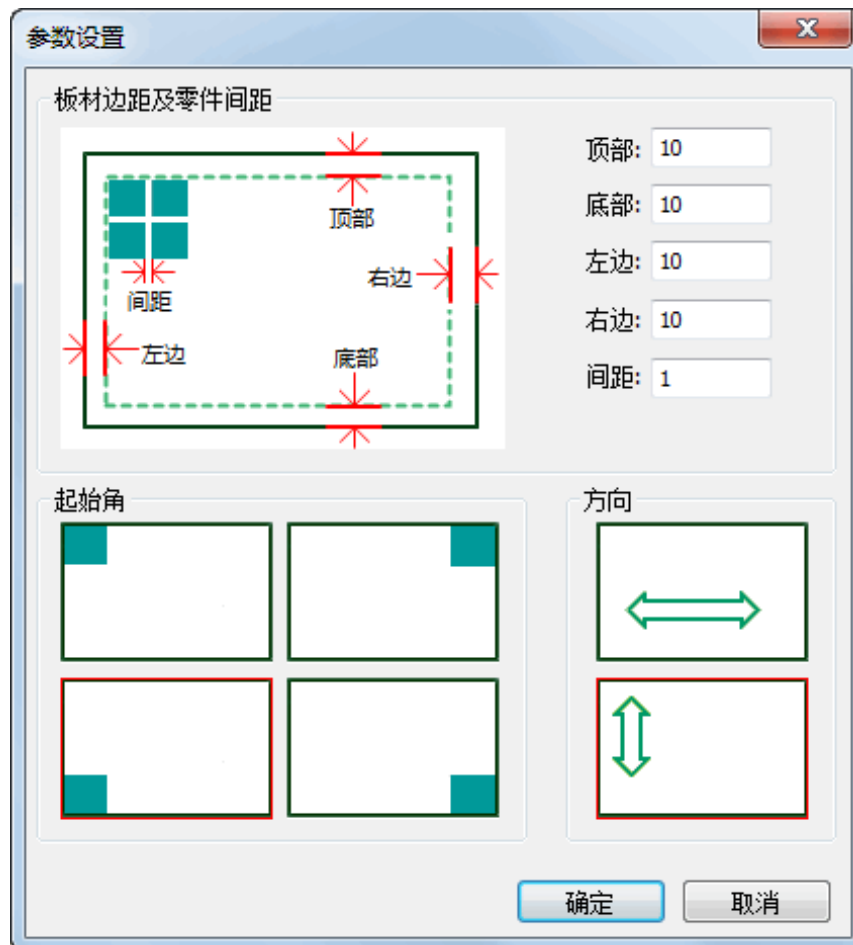 参数设置
板材边距及零件间距
顶部
右边
间距
左边
底部
顶部: 10
底部: 10
左边: 10
右边: 10
间距: 1
起始角
方向
确定
取消